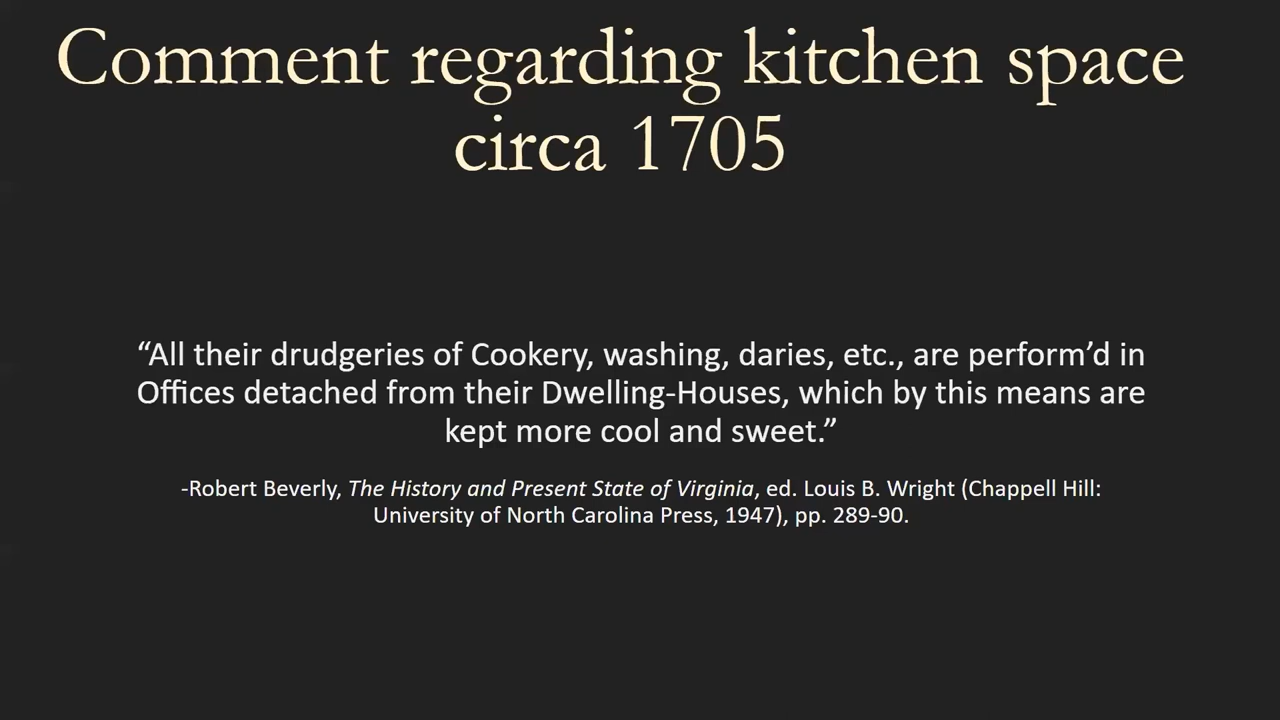 Comment regarding kitchen space
circa 1705
“All their drudgeries of Cookery, washing, daries, etc., are perform’d in
Offices detached from their Dwelling-Houses, which by this means are
kept more cool and sweet.”
-Robert Beverly, The History and Present State of Virginia, ed. Louis B. Wright (Chappell Hill:
University of North Carolina Press, 1947), pp. 289-90.